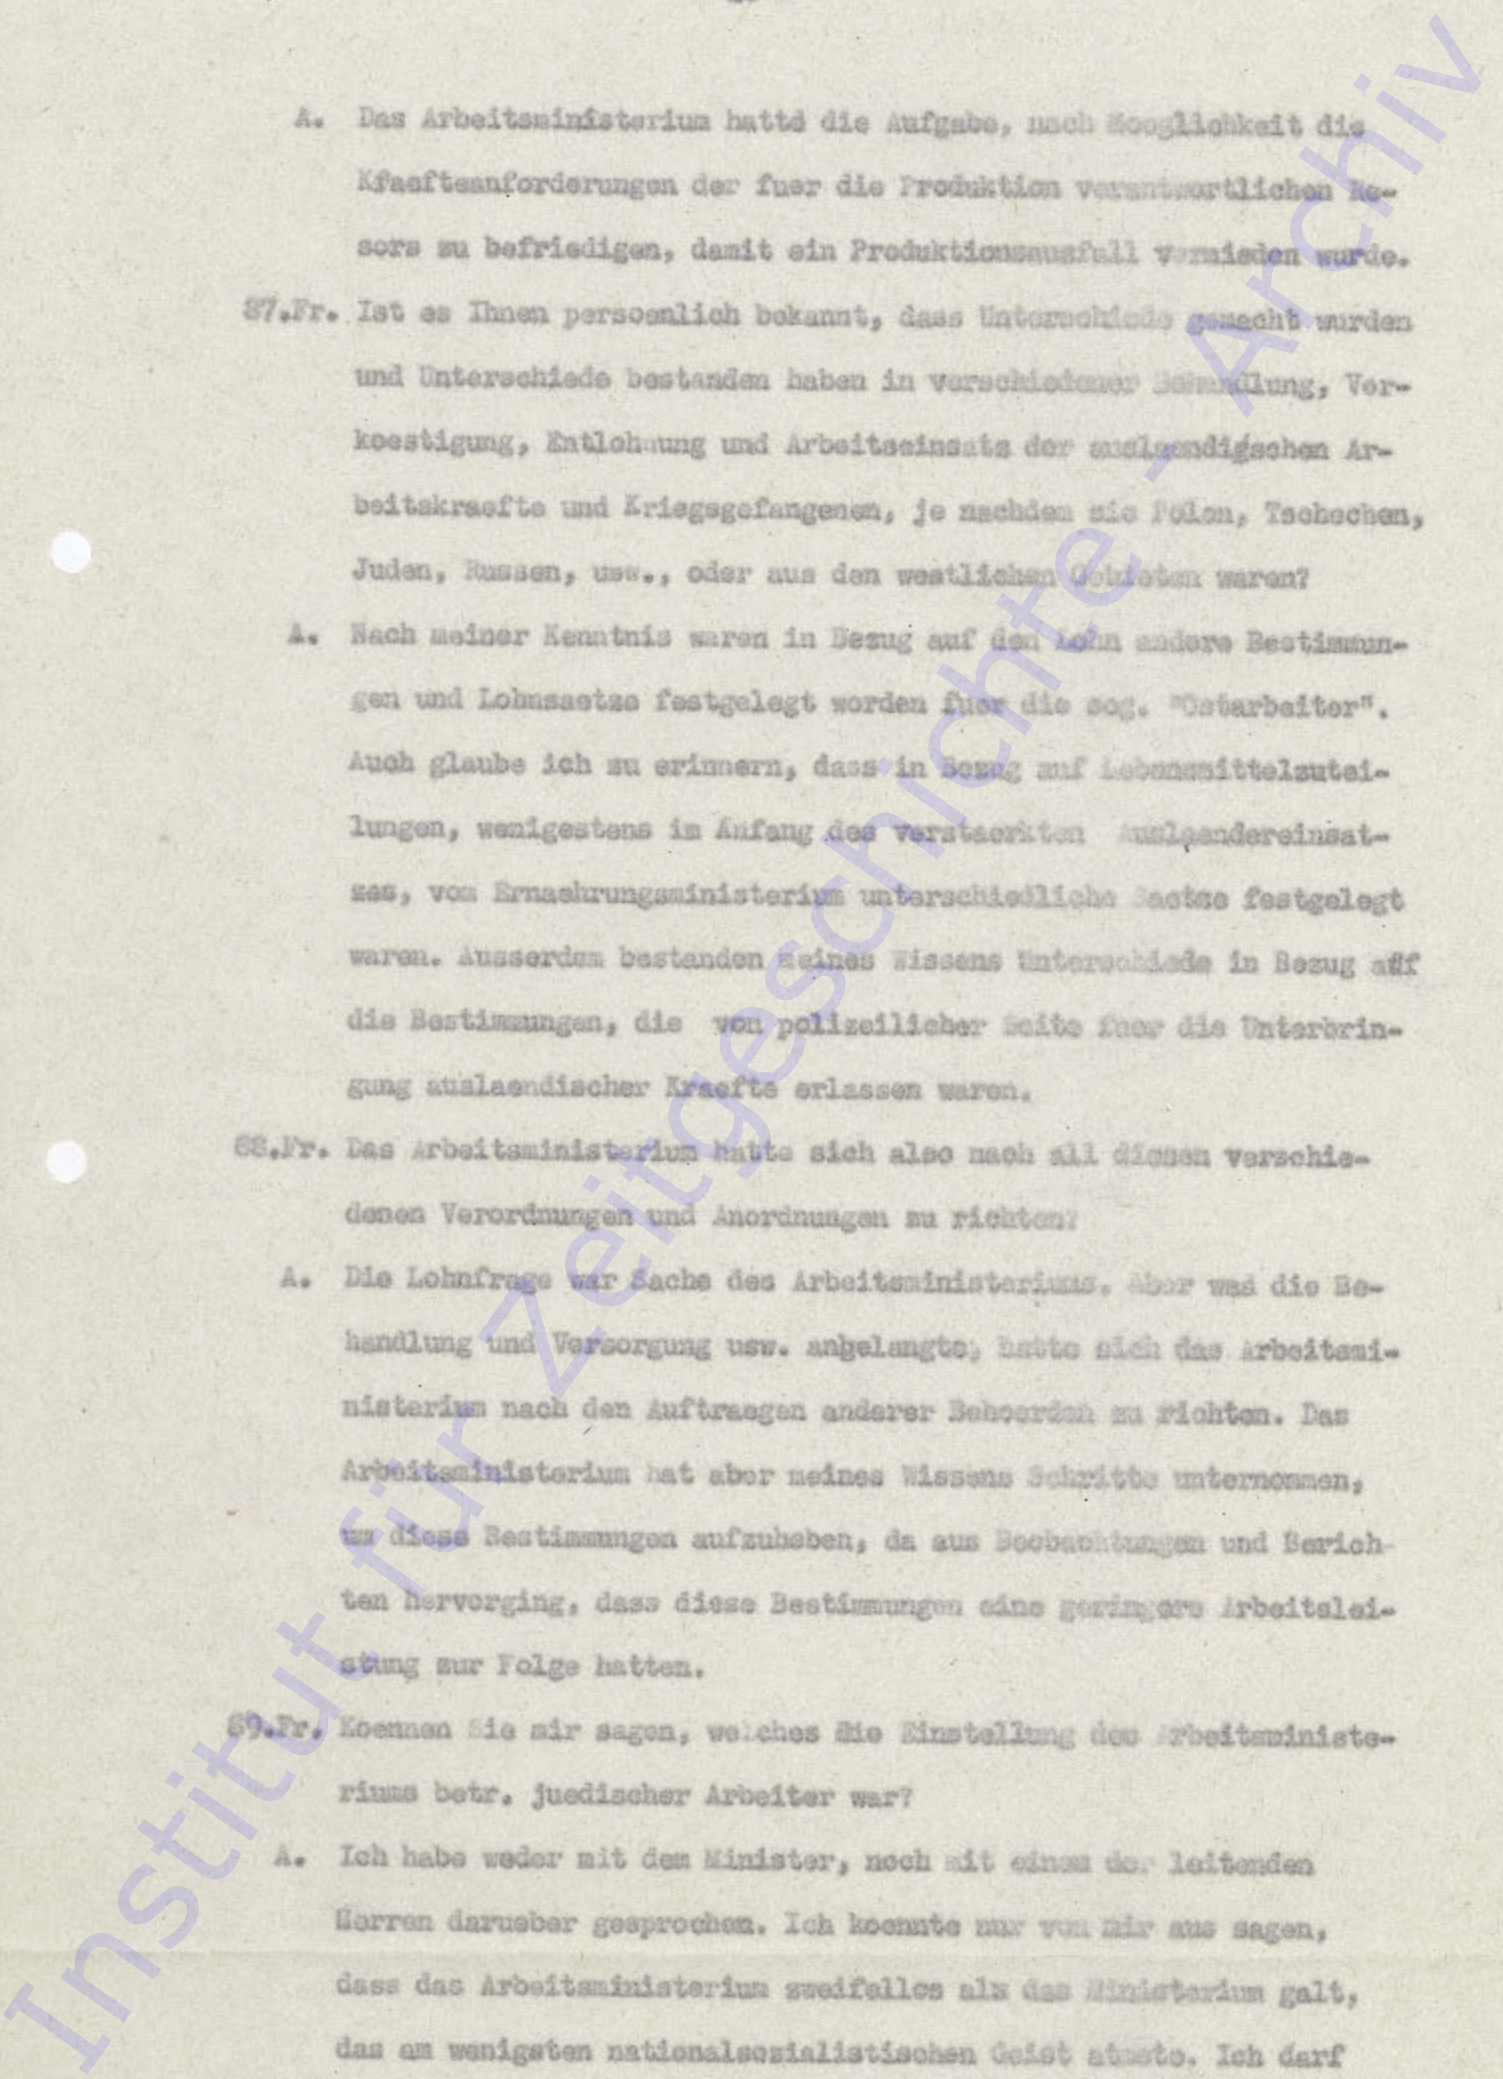 A. Das Arbeitsministerium hattd die Aufgabe, nach Mooglichkeit die
Kfaefteanforderungen der fuer die Produktion verantwortlichen Re-
sors zu befriedigen, damit ein Produktionsausfall vermieden wurde.
87.Fr. Ist es Ihnen persoenlich bekannt, dass Unterschiede gemacht wurden
und Unterschiede bestanden haben in verschiedener Behandlung, Ver-
koestigung, Entlohnung und Arbeitseinsatz der auslaendigschen Ar-
beitskraefte und Kriegsgefangenen, je nachdem sie Polen, Tschechen,
Juden, Russen, usw., oder aus den westlichen Gebieten waren?
A. Nach meiner Kenntnis waren in Bezug auf den Lohn andere Bestimmun-
gen und Lohnsaetze festgelegt worden fuer die sog. "Ostarbeiter".
Auch glaube ich zu erinnern, dass in Bezug auf Lebensmittelzutei-
lungen, wenigestens im Anfang des verstaerkten Auslaendereinsat-
zes, vom Ernaehrungsministerium unterschiedliche Saetze festgelegt
waren. Ausserdem bestanden meines Wissens Unterschiede in Bezug auf
die Bestimmungen, die von polizeilicher Seite fuer die Unterbrin-
gung auslaendischer Kraefte erlassen waren.
88.Fr. Das Arbeitsministerium hatte sich also nach all diesen verschie-
denen Verordnungen und Anordnungen zu richten?
A. Die Lohnfrage war Sache des Arbeitsministeriums. Aber was die Be-
handlung und Versorgung usw. anbelangte, hatte sich das Arbeitsmi-
nisterium nach den Auftraegen anderer Behoerden zu richten. Das
Arbeitsministerium hat aber meines Wissens Schritte unternommen,
um diese Bestimmungen aufzuheben, da aus Beobachtungen und Berich-
ten hervorging, dass diese Bestimmungen eine geringere Arbeitslei-
stung zur Folge hatten.
89.Fr. Koennen Sie mir sagen, welches die Einstellung des Arbeitsministe-
riums betr. juedischer Arbeiter war?
A. Ich habe weder mit dem Minister, noch mit einem der leitenden
Herren darueber gesprochen. Ich koennte nur von mir aus sagen,
dass das Arbeitsministerium zweifellos als das Ministerium galt,
das am wenigsten nationalsozialistischen Geist atmete. Ich darf
Institut für Zeitgeschichte - Archiv